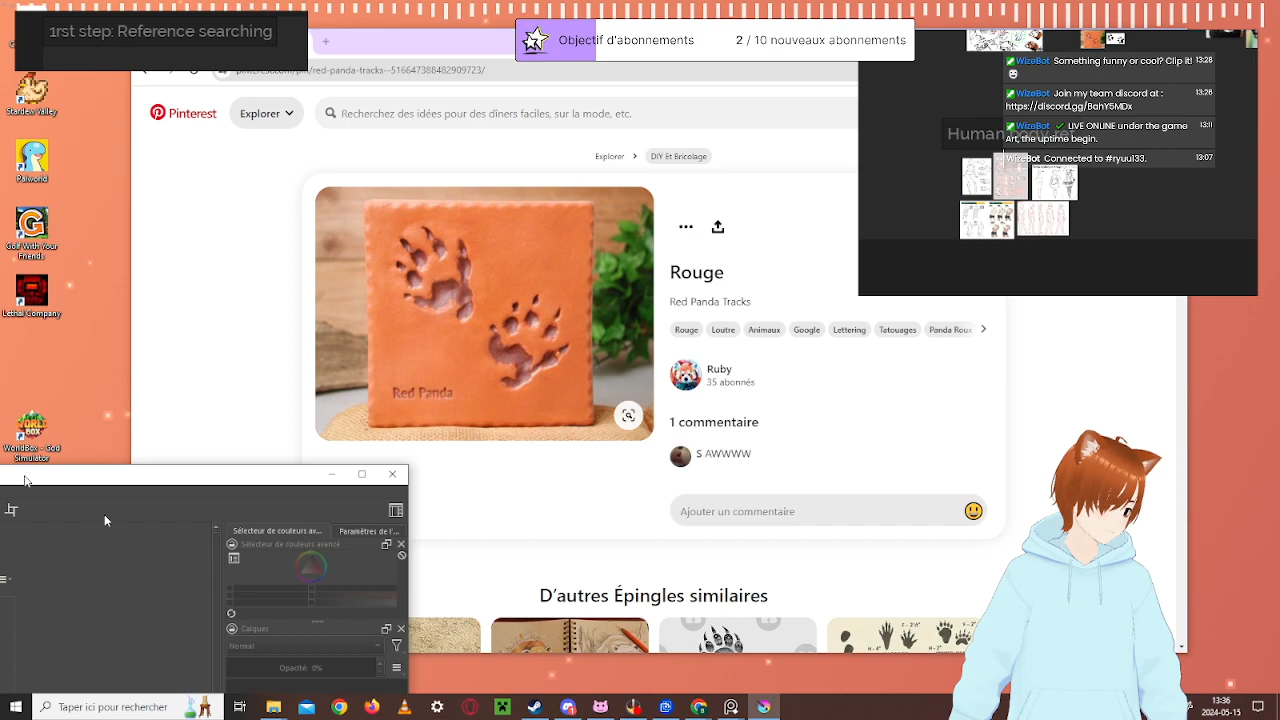 1rst step: Reference searching
Objectif d'abonnements
2 / 10 nouveaux abonnements
pinterest.com/pin/red-panda-tracks--516647388482909723/
Pinterest
Explorer
Recherchez des idées pour des dîners faciles, sur la mode, etc.
Stardew Valley
Palworld
Golf With Your
Friends
Lethal Company
WorldBox - God
Simulator
WizeBot Something funny or OP Clip it! 13:28
WizeBot Join my team discord at : 13:26
https://discord.gg/BahYSMDx
Human body ref
WizeBot LIVE ONLINE under the game 13:11
Art, the uptime begin.
WizeBot Connected to #ryuu133. 13:07
Explorer > DIY Et Bricolage
Red Panda
Rouge
Red Panda Tracks
Rouge Loutre Animaux Google Lettering Tatouages Panda Roux
Ruby
35 abonnés
1 commentaire
S AWWWW
Ajouter un commentaire
D'autres Épingles similaires
Sélecteur de couleurs av... Paramètres de l'...
Sélecteur de couleurs avancé
Calques
Normal
Opacité: 0%
Taper ici pour rechercher
13:36
2024-05-15